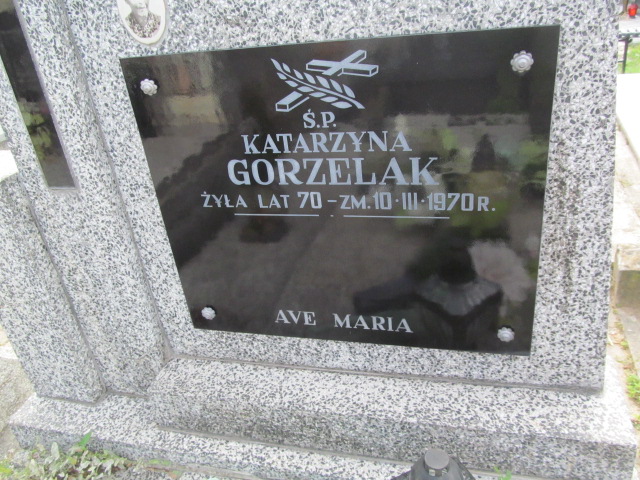 Ś.P.
KATARZYNA
GORZELAK
ŻYŁA LAT 70 - ZM. 10·III·1970 R.
AVE MARIA